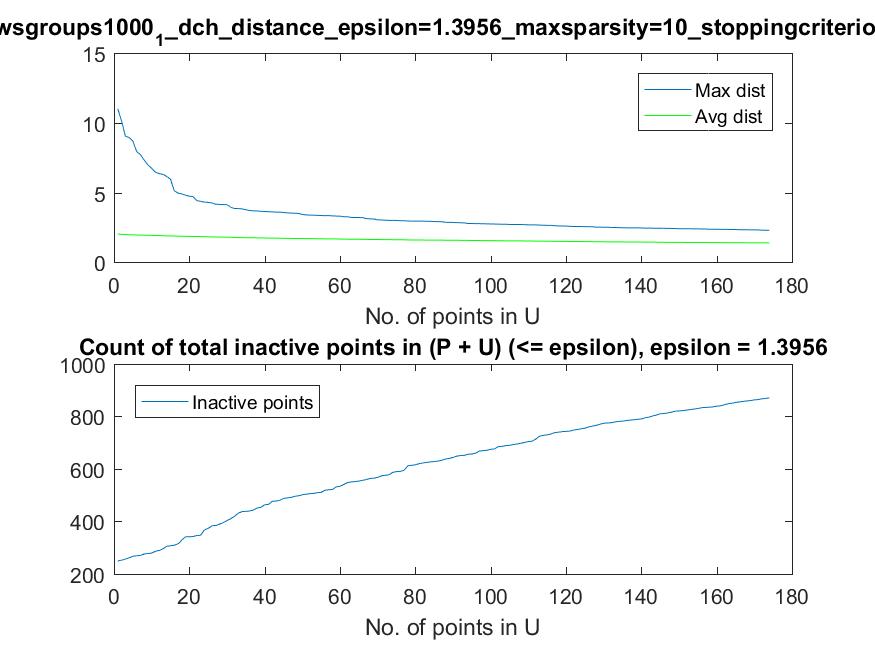 wsgroups1000_1_dch_distance_epsilon=1.3956_maxsparsity=10_stoppingcriterio
15
10
5
0
Max dist
Avg dist
0 20 40 60 80 100 120 140 160 180
No. of points in U
Count of total inactive points in (P + U) (<= epsilon), epsilon = 1.3956
1000
800
600
400
200
Inactive points
0 20 40 60 80 100 120 140 160 180
No. of points in U